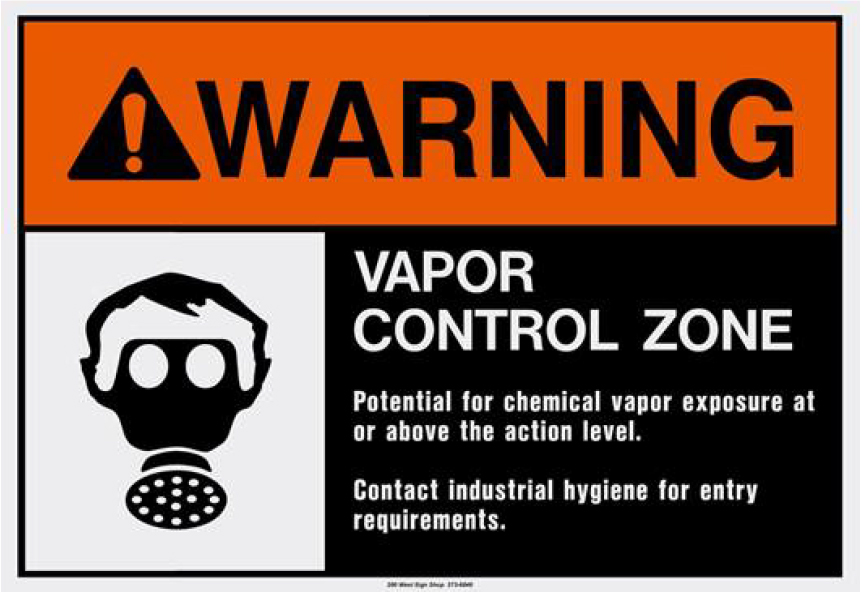 WARNING
VAPOR
CONTROL ZONE
Potential for chemical vapor exposure at
or above the action level.
Contact industrial hygiene for entry
requirements.